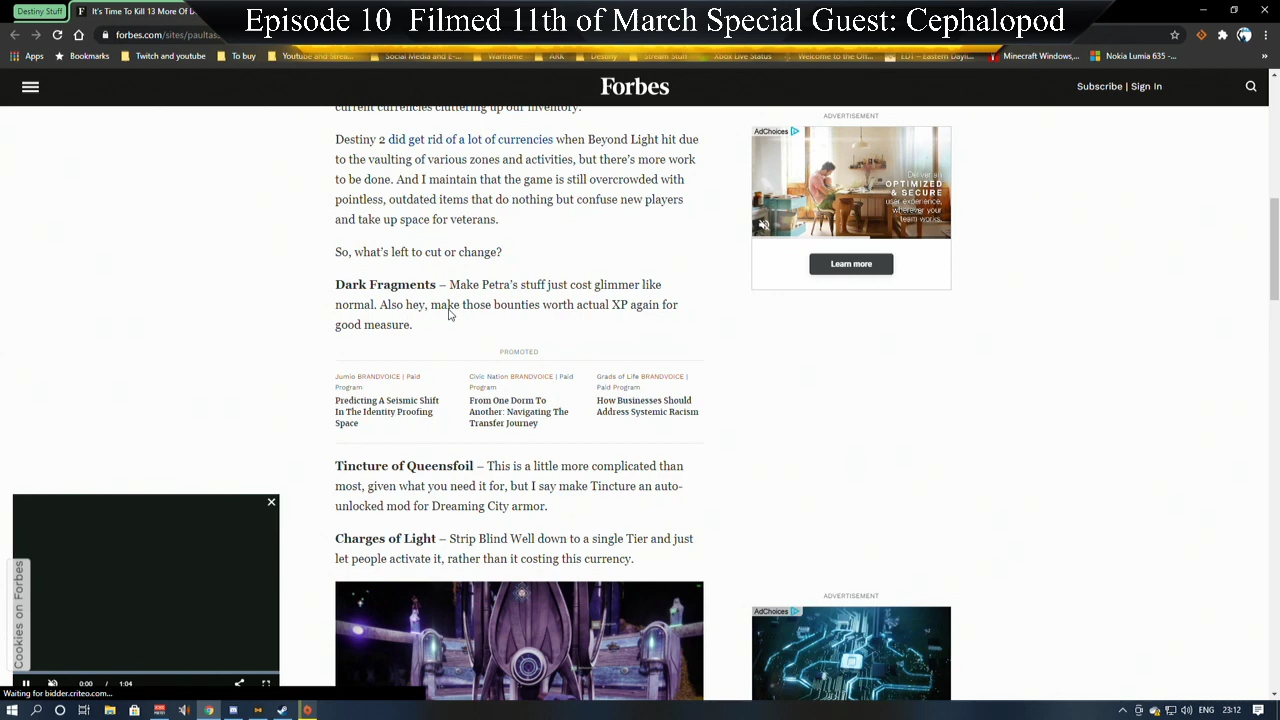 Episode 10 Filmed 11th of March Special Guest: Cephalopod
Destiny Stuff
It's Time To Kill 13 More Of D
forbes.com/sites/paultas
Apps
Bookmarks
Twitch and youtube
To buy
Youtube and Strea...
Social Media and E-...
Warframe
ARK
Destiny
Stream Stuff
Xbox Live Status
Welcome to the Off...
EDT – Eastern Dayli...
Minecraft Windows,...
Nokia Lumia 635 -...
Forbes
Subscribe | Sign In
current currencies cluttering up our inventory.
Destiny 2 did get rid of a lot of currencies when Beyond Light hit due
to the vaulting of various zones and activities, but there's more work
to be done. And I maintain that the game is still overcrowded with
pointless, outdated items that do nothing but confuse new players
and take up space for veterans.
So, what's left to cut or change?
Dark Fragments – Make Petra's stuff just cost glimmer like
normal. Also hey, make those bounties worth actual XP again for
good measure.
PROMOTED
Jumio BRANDVOICE | Paid
Program
Predicting A Seismic Shift
In The Identity Proofing
Space
Civic Nation BRANDVOICE | Paid
Program
From One Dorm To
Another: Navigating The
Transfer Journey
Grads of Life BRANDVOICE |
Paid Program
How Businesses Should
Address Systemic Racism
Tincture of Queensfoil – This is a little more complicated than
most, given what you need it for, but I say make Tincture an auto-
unlocked mod for Dreaming City armor.
Charges of Light – Strip Blind Well down to a single Tier and just
let people activate it, rather than it costing this currency.
ADVERTISEMENT
AdChoices
Deliver an
OPTIMIZED
& SECURE
user experience,
wherever your
team works.
Learn more
ADVERTISEMENT
AdChoices
Cookies on Forbes
0:00 / 1:04
Waiting for bidder.criteo.com...
ENG
23:12